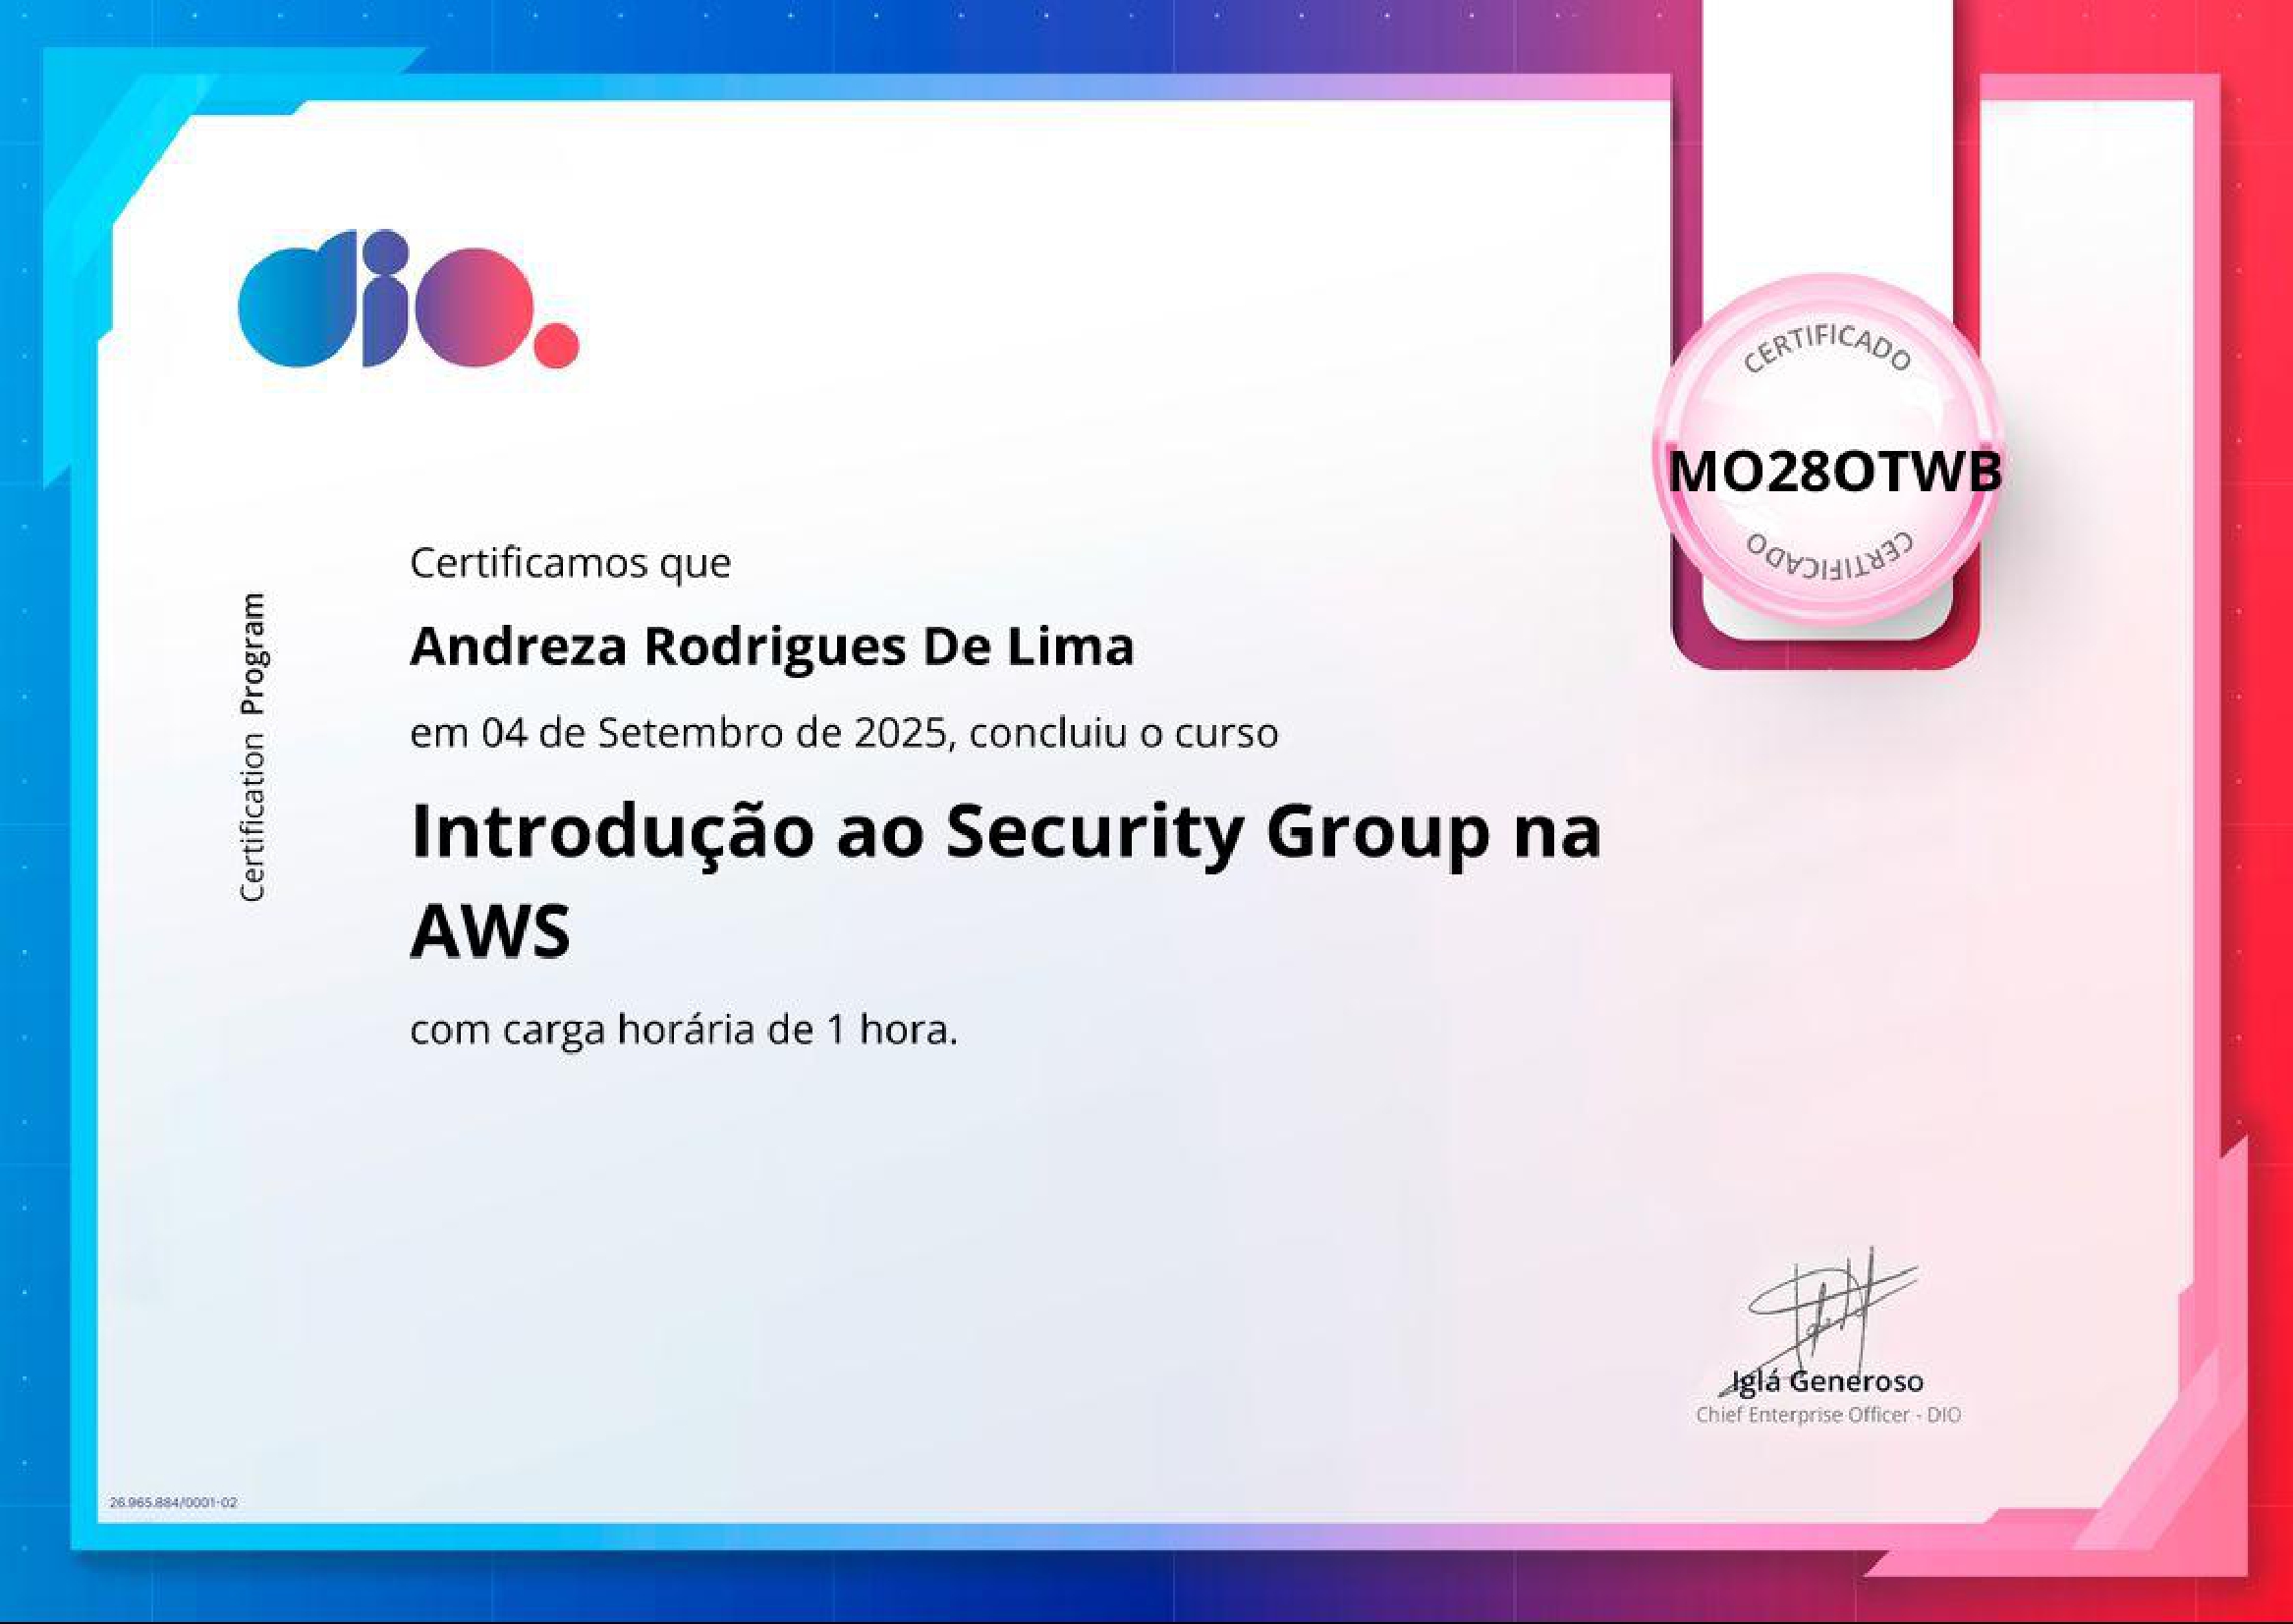 dio.
CERTIFICADO
MO28OTWB
CERTIFICADO
Certification Program
Certificamos que
Andreza Rodrigues De Lima
em 04 de Setembro de 2025, concluiu o curso
Introdução ao Security Group na
AWS
com carga horária de 1 hora.
Iglá Generoso
Chief Enterprise Officer - DIO
26.965.884/0001-02